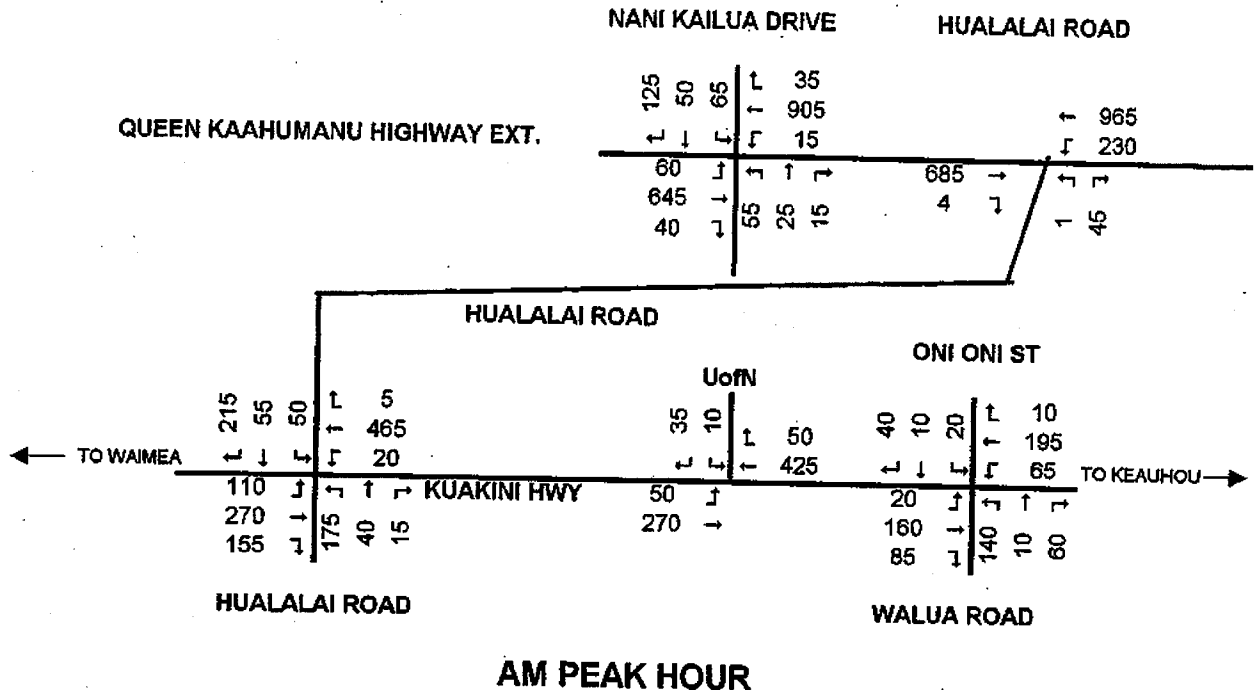 NANI KAILUA DRIVE
HUALALAI ROAD
QUEEN KAAHUMANU HIGHWAY EXT.
125 50 65
35
905
15
60
645
40
55 25 15
965
230
685
4
1 45
HUALALAI ROAD
ONI ONI ST
UofN
215 55 50
5
465
20
TO WAIMEA
110
270
155
175 40 15
KUAKINI HWY
35 10
50
425
50
270
40 10 20
10
195
65
TO KEAUHOU
20
160
85
140 10 60
HUALALAI ROAD
WALUA ROAD
AM PEAK HOUR